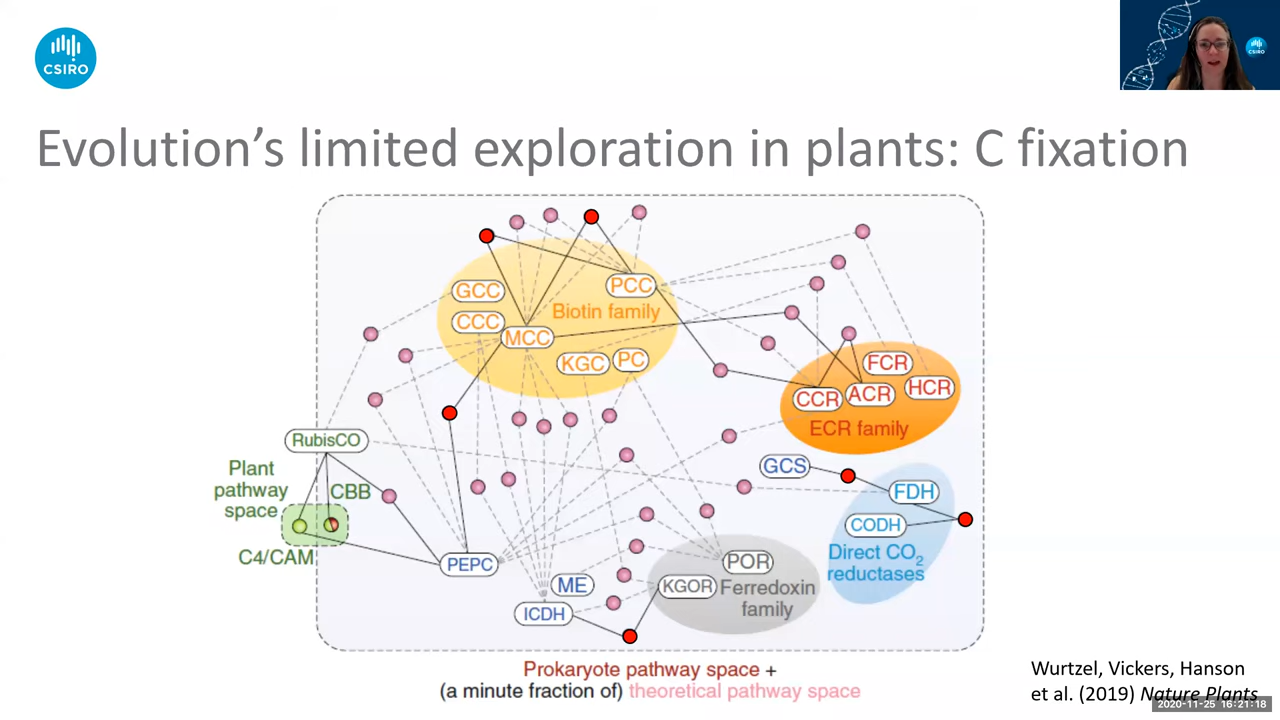 CSIRO
CSIRO
Evolution's limited exploration in plants: C fixation
GCC
PCC
Biotin family
CCC
MCC
KGC
PC
FCR
CCR
ACR
HCR
ECR family
RubisCO
Plant
pathway
space
CBB
C4/CAM
GCS
FDH
CODH
Direct CO₂
reductases
PEPC
ME
ICDH
POR
KGOR
Ferredoxin
family
Prokaryote pathway space +
(a minute fraction of) theoretical pathway space
Wurtzel, Vickers, Hanson
et al. (2019) Nature Plants
2020-11-25 16:21:18